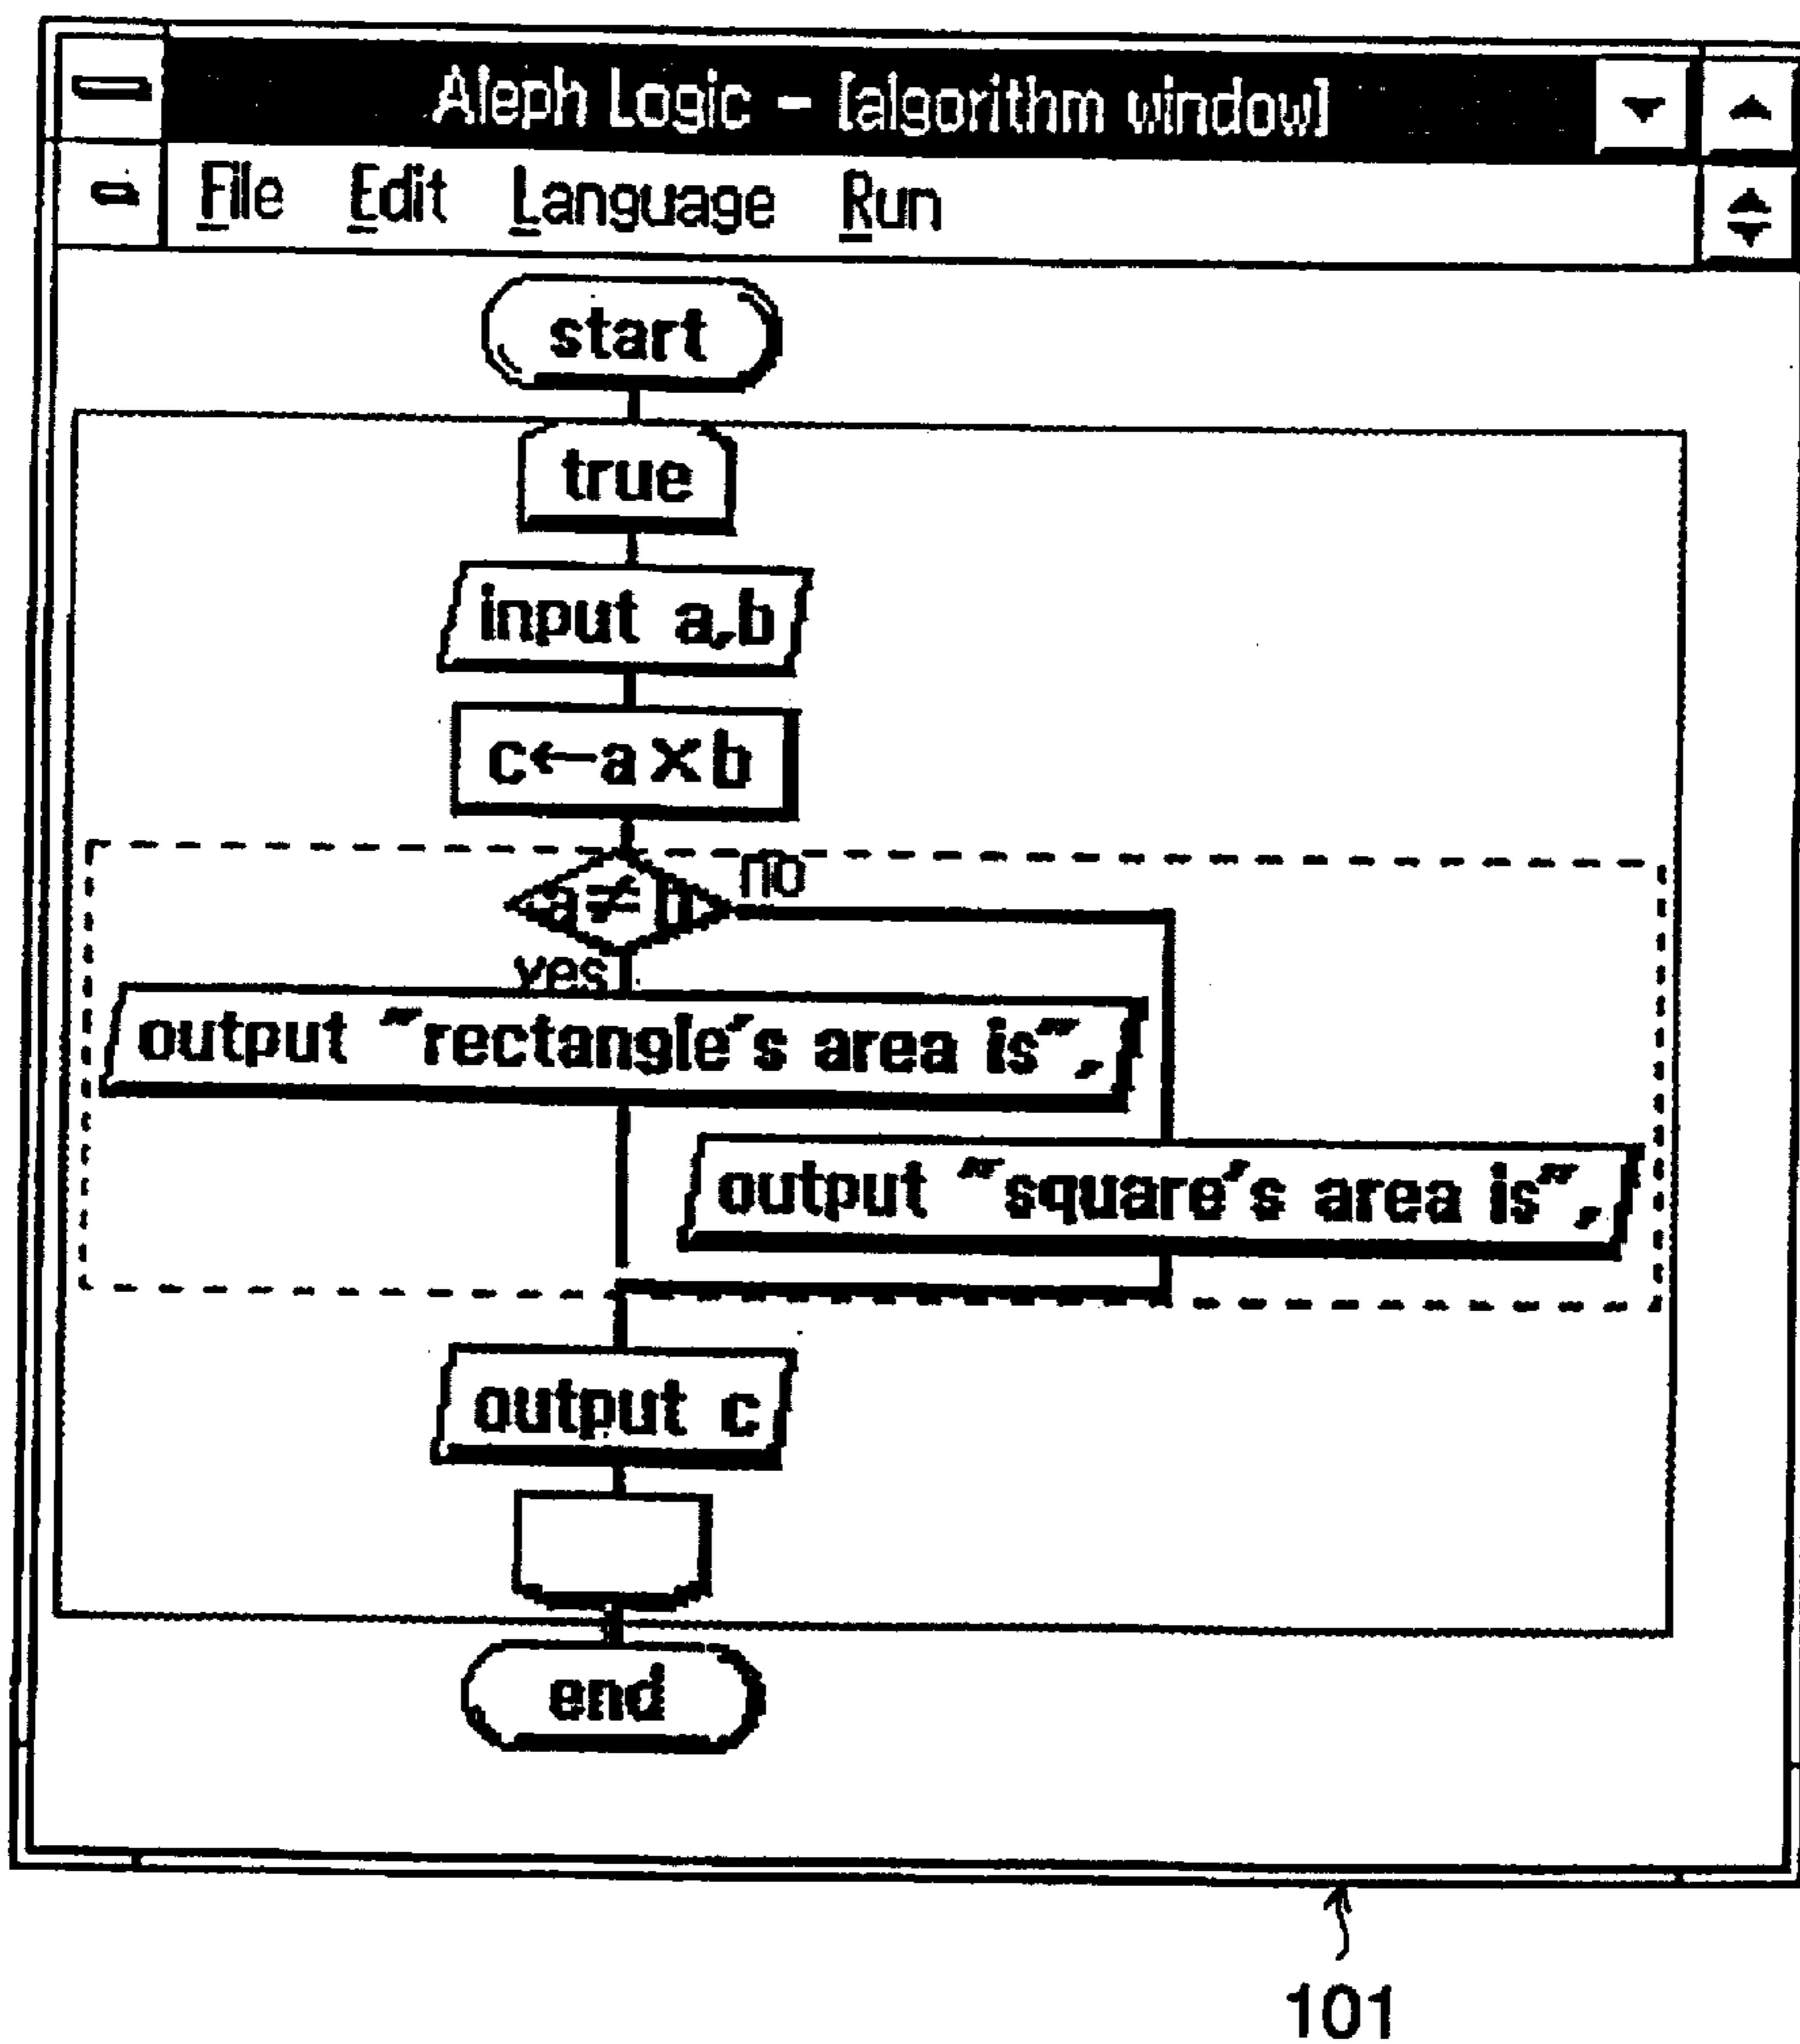 Aleph Logic - [algorithm window]
File Edit Language Run
start
true
input a,b
c←a×b
a≠b
no
yes
output "rectangle's area is",
output "square's area is",
output c
end
101